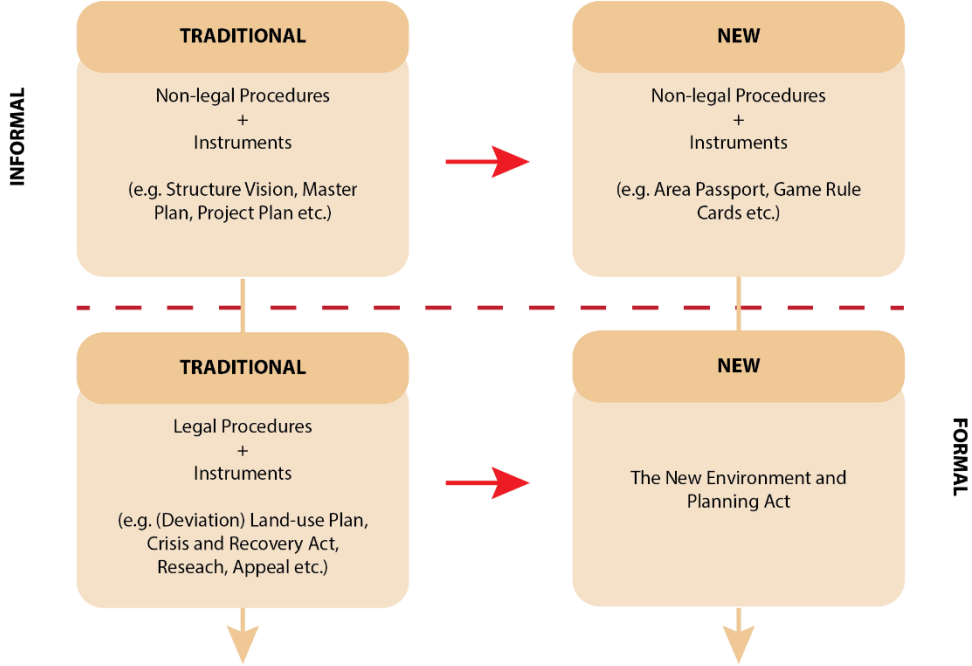 INFORMAL
TRADITIONAL
Non-legal Procedures
+
Instruments
(e.g. Structure Vision, Master
Plan, Project Plan etc.)
NEW
Non-legal Procedures
+
Instruments
(e.g. Area Passport, Game Rule
Cards etc.)
TRADITIONAL
Legal Procedures
+
Instruments
(e.g. (Deviation) Land-use Plan,
Crisis and Recovery Act,
Reseach, Appeal etc.)
NEW
The New Environment and
Planning Act
FORMAL